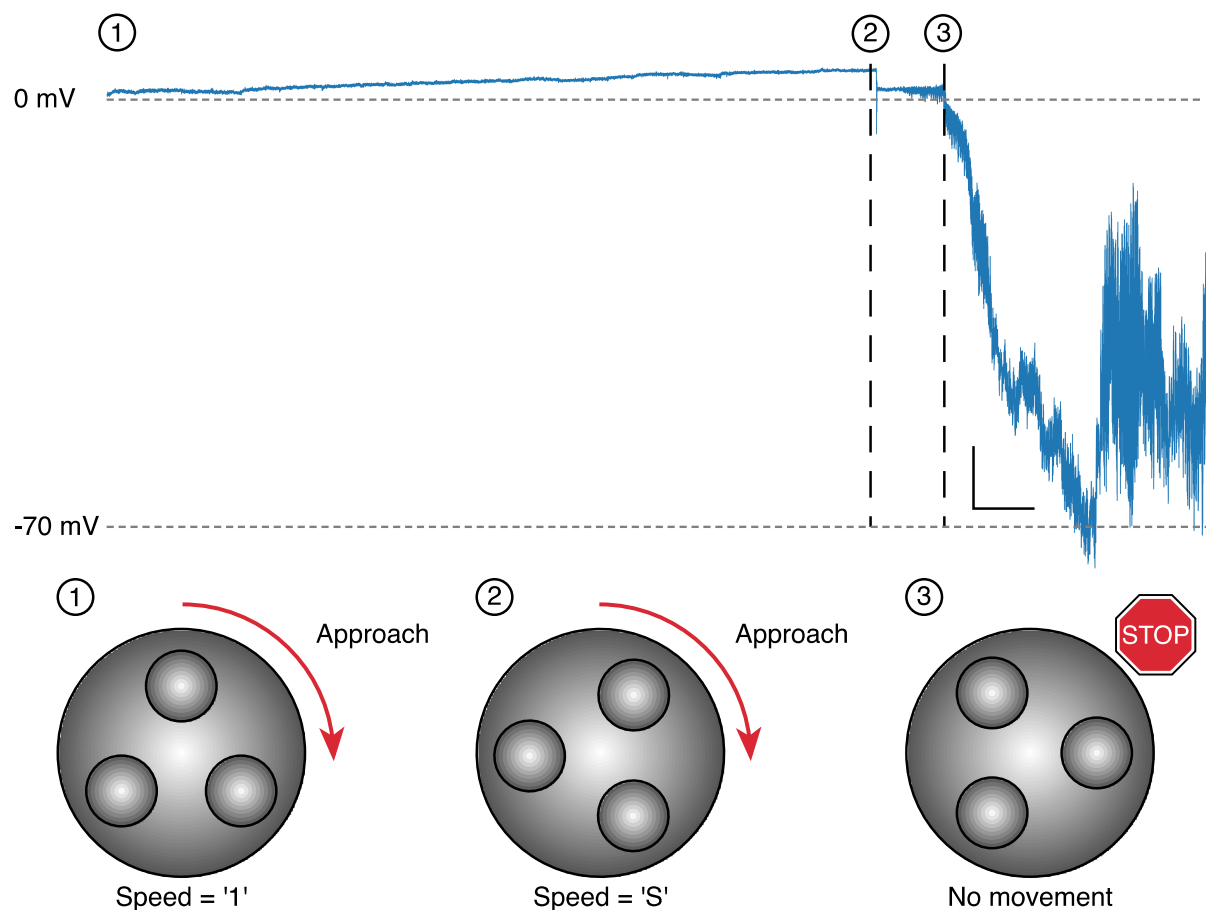 1 2 3
0 mV
-70 mV
1 Approach 2 Approach 3 STOP
Speed = '1' Speed = 'S' No movement